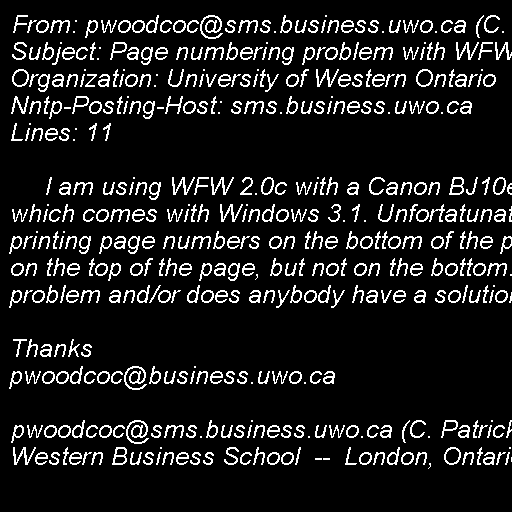 From: pwoodcoc@sms.business.uwo.ca (C.
Subject: Page numbering problem with WFW
Organization: University of Western Ontario
Nntp-Posting-Host: sms.business.uwo.ca
Lines: 11
I am using WFW 2.0c with a Canon BJ10e
which comes with Windows 3.1. Unfortatunat
printing page numbers on the bottom of the p
on the top of the page, but not on the bottom.
problem and/or does anybody have a solution
Thanks
pwoodcoc@business.uwo.ca
pwoodcoc@sms.business.uwo.ca (C. Patrick
Western Business School -- London, Ontari